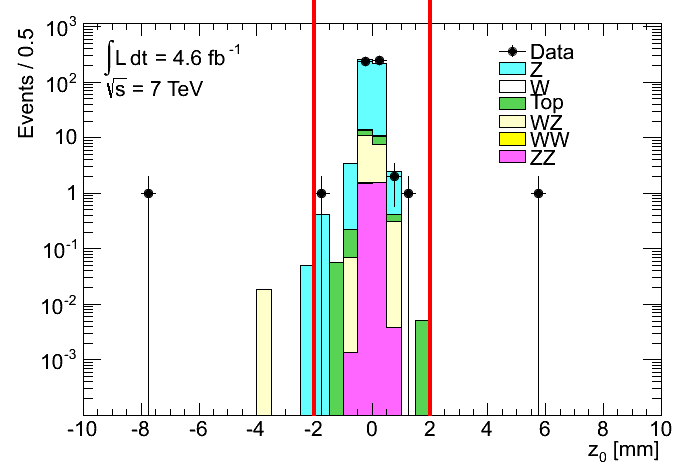 Events / 0.5
10³
10²
10
1
10⁻¹
10⁻²
10⁻³
∫L dt = 4.6 fb⁻¹
√s = 7 TeV
Data
Z
W
Top
WZ
WW
ZZ
-10 -8 -6 -4 -2 0 2 4 6 8 10
z₀ [mm]